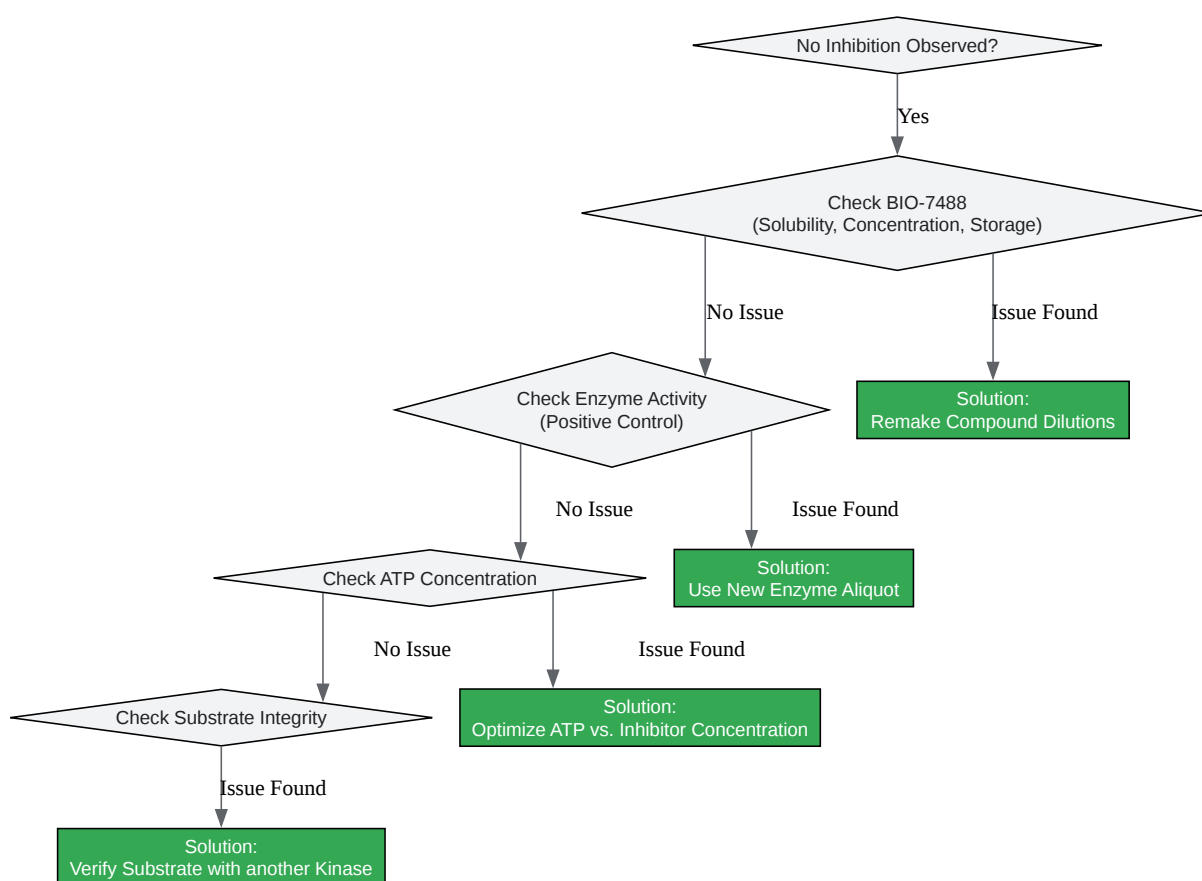 No Inhibition Observed?
Yes
Check BIO-7488
(Solubility, Concentration, Storage)
No Issue
Issue Found
Check Enzyme Activity
(Positive Control)
Solution:
Remake Compound Dilutions
No Issue
Issue Found
Check ATP Concentration
Solution:
Use New Enzyme Aliquot
No Issue
Issue Found
Check Substrate Integrity
Solution:
Optimize ATP vs. Inhibitor Concentration
Issue Found
Solution:
Verify Substrate with another Kinase